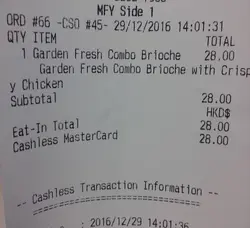 MFY Side 1
ORD #66 -CSO #45- 29/12/2016 14:01:31
QTY ITEM TOTAL
1 Garden Fresh Combo Brioche 28.00
Garden Fresh Combo Brioche with Crisp
y Chicken
Subtotal 28.00
HKD$
Eat-In Total 28.00
Cashless MasterCard 28.00
-- Cashless Transaction Information --
==============================
: 2016/12/29 14:01:36